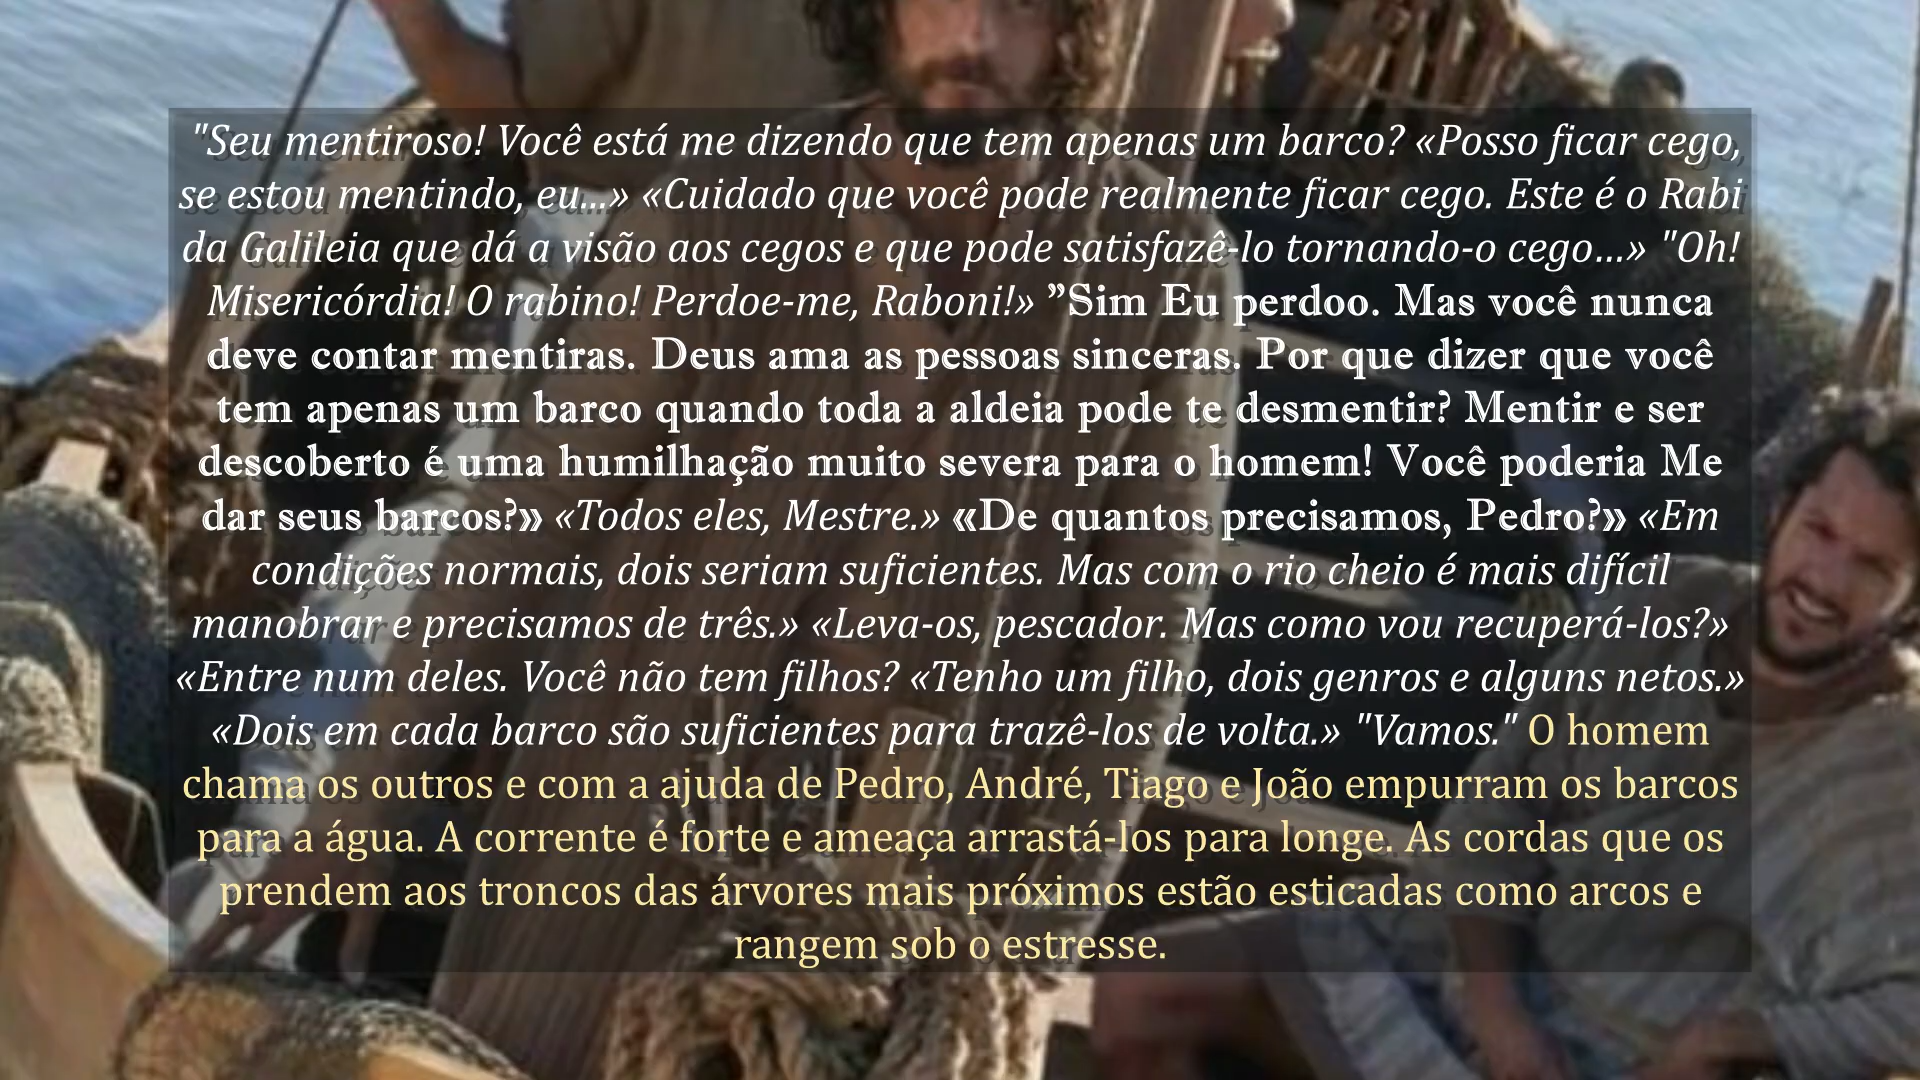 "Seu mentiroso! Você está me dizendo que tem apenas um barco? «Posso ficar cego,
se estou mentindo, eu...» «Cuidado que você pode realmente ficar cego. Este é o Rabi
da Galileia que dá a visão aos cegos e que pode satisfazê-lo tornando-o cego…» "Oh!
Misericórdia! O rabino! Perdoe-me, Raboni!» ”Sim Eu perdoo. Mas você nunca
deve contar mentiras. Deus ama as pessoas sinceras. Por que dizer que você
tem apenas um barco quando toda a aldeia pode te desmentir? Mentir e ser
descoberto é uma humilhação muito severa para o homem! Você poderia Me
dar seus barcos?» «Todos eles, Mestre.» «De quantos precisamos, Pedro?» «Em
condições normais, dois seriam suficientes. Mas com o rio cheio é mais difícil
manobrar e precisamos de três.» «Leva-os, pescador. Mas como vou recuperá-los?»
«Entre num deles. Você não tem filhos? «Tenho um filho, dois genros e alguns netos.»
«Dois em cada barco são suficientes para trazê-los de volta.» "Vamos." O homem
chama os outros e com a ajuda de Pedro, André, Tiago e João empurram os barcos
para a água. A corrente é forte e ameaça arrastá-los para longe. As cordas que os
prendem aos troncos das árvores mais próximos estão esticadas como arcos e
rangem sob o estresse.